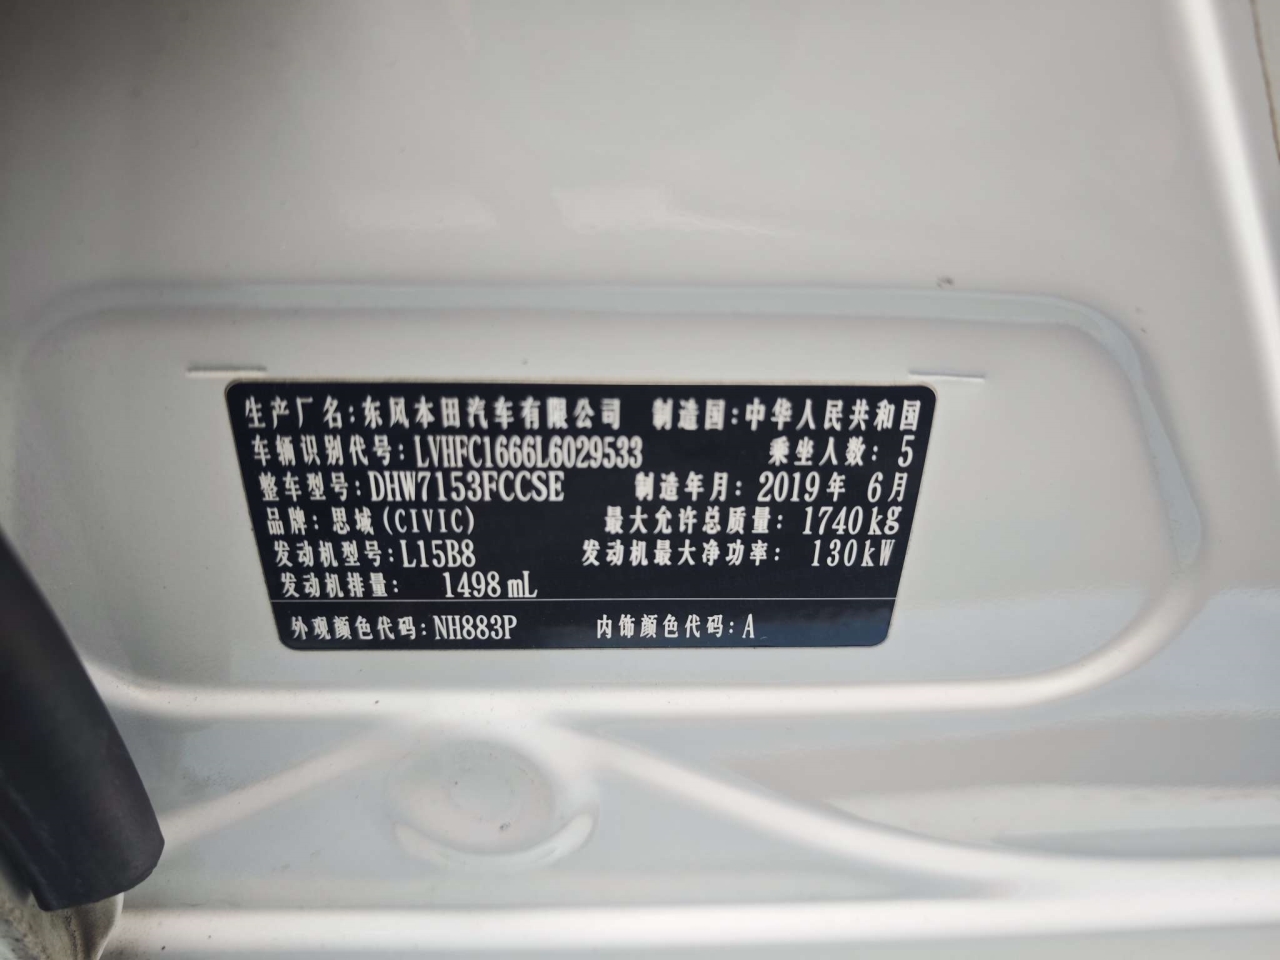 生产厂名:东风本田汽车有限公司 制造国:中华人民共和国
车辆识别代号:LVHFC1666L6029533 乘坐人数:5
整车型号:DHW7153FCCSE 制造年月:2019年6月
品牌:思域(CIVIC) 最大允许总质量:1740kg
发动机型号:L15B8 发动机最大净功率:130kW
发动机排量: 1498mL
外观颜色代码:NH883P 内饰颜色代码:A